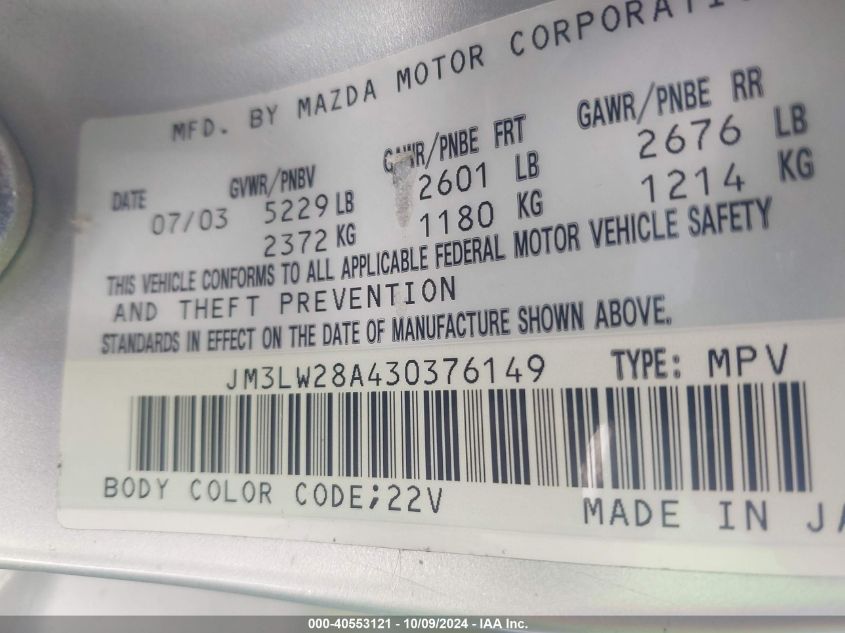 MFD. BY MAZDA MOTOR CORPORATI
DATE GVWR/PNBV GAWR/PNBE FRT GAWR/PNBE RR
07/03 5229 LB 2601 LB 2676 LB
2372 KG 1180 KG 1214 KG
THIS VEHICLE CONFORMS TO ALL APPLICABLE FEDERAL MOTOR VEHICLE SAFETY
AND THEFT PREVENTION
STANDARDS IN EFFECT ON THE DATE OF MANUFACTURE SHOWN ABOVE.
JM3LW28A430376149 TYPE: MPV
BODY COLOR CODE;22V
MADE IN JA
000-40553121 - 10/09/2024 - IAA Inc.